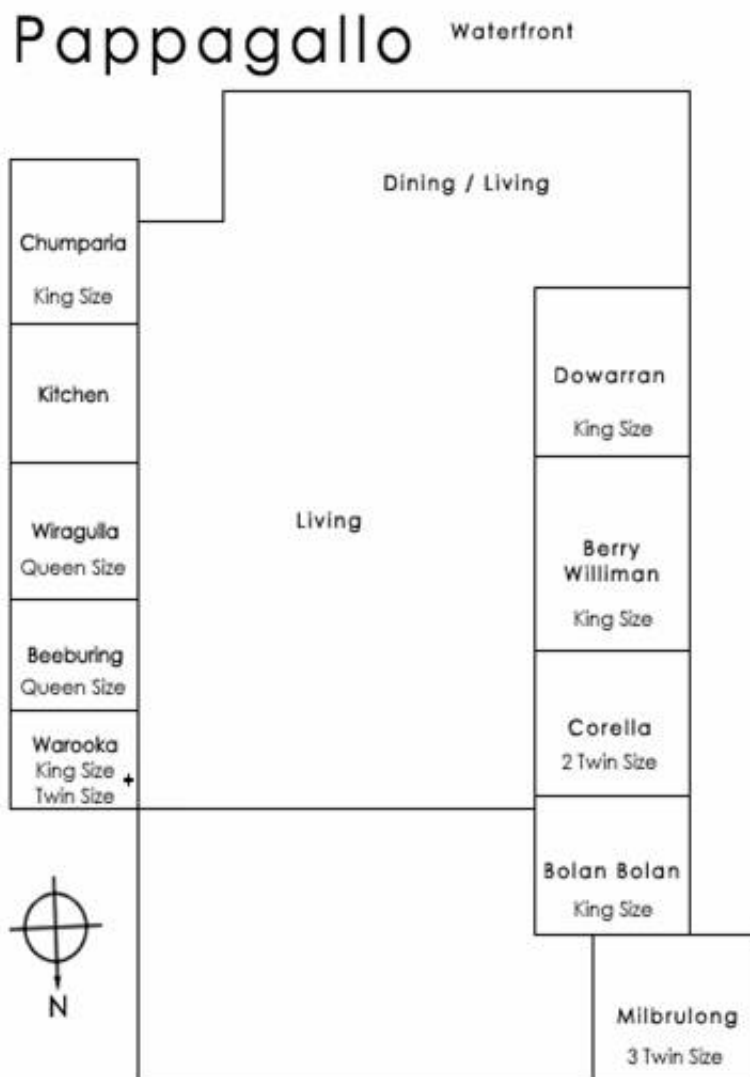 Pappagallo
Waterfront
Dining / Living
Chumparia
King Size
Kitchen
Dowarran
King Size
Living
Wiragulla
Queen Size
Berry
Williman
King Size
Beeburing
Queen Size
Warooka
King Size +
Twin Size
Corella
2 Twin Size
Bolan Bolan
King Size
N
Milbrulong
3 Twin Size